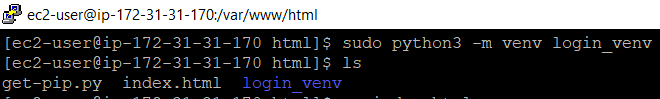 ec2-user@ip-172-31-31-170:/var/www/html
[ec2-user@ip-172-31-31-170 html]$ sudo python3 -m venv login_venv
[ec2-user@ip-172-31-31-170 html]$ ls
get-pip.py  index.html  login_venv